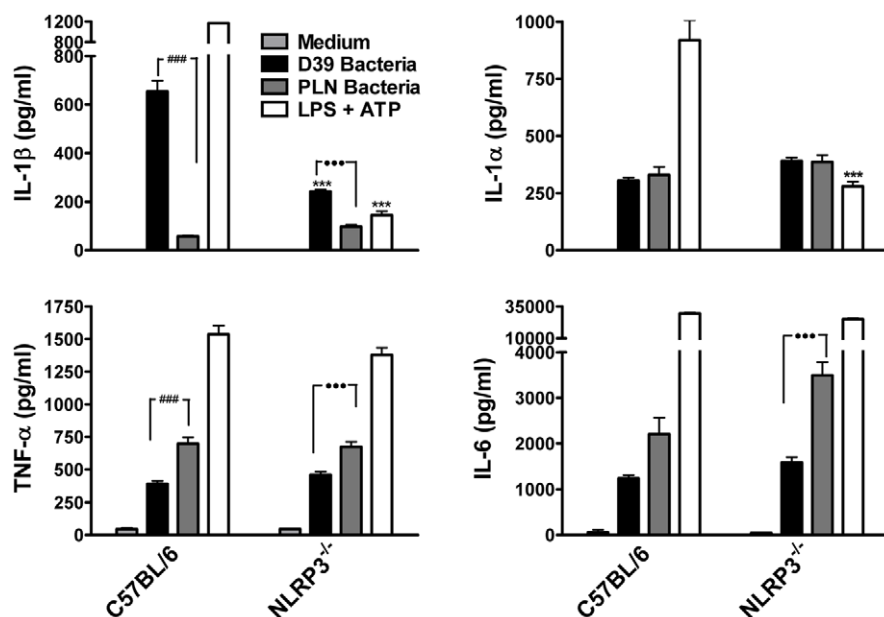 1200
800
800
600
400
200
0
IL-1β (pg/ml)
###
•••
***
***
Medium
D39 Bacteria
PLN Bacteria
LPS + ATP
1000
750
500
250
0
IL-1α (pg/ml)
***
1750
1500
1250
1000
750
500
250
0
TNF-α (pg/ml)
###
•••
C57BL/6
NLRP3-/-
35000
10000
4000
3000
2000
1000
0
IL-6 (pg/ml)
•••
C57BL/6
NLRP3-/-